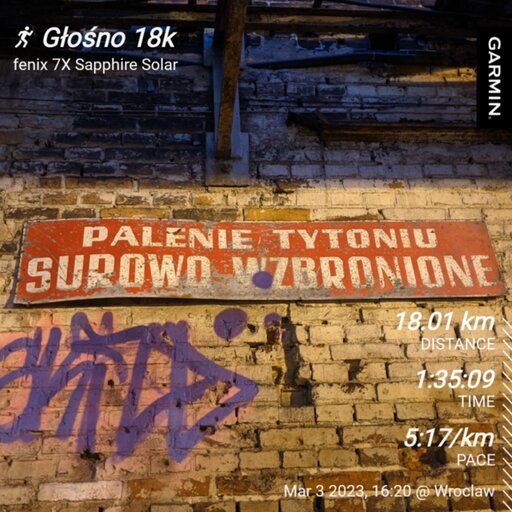 Głośno 18k
fenix 7X Sapphire Solar
GARMIN
PALENIE TYTONIU
SUROWO WZBRONIONE
18.01 km
DISTANCE
1:35:09
TIME
5:17/km
PACE
Mar 3 2023, 16:20 @ Wroclaw